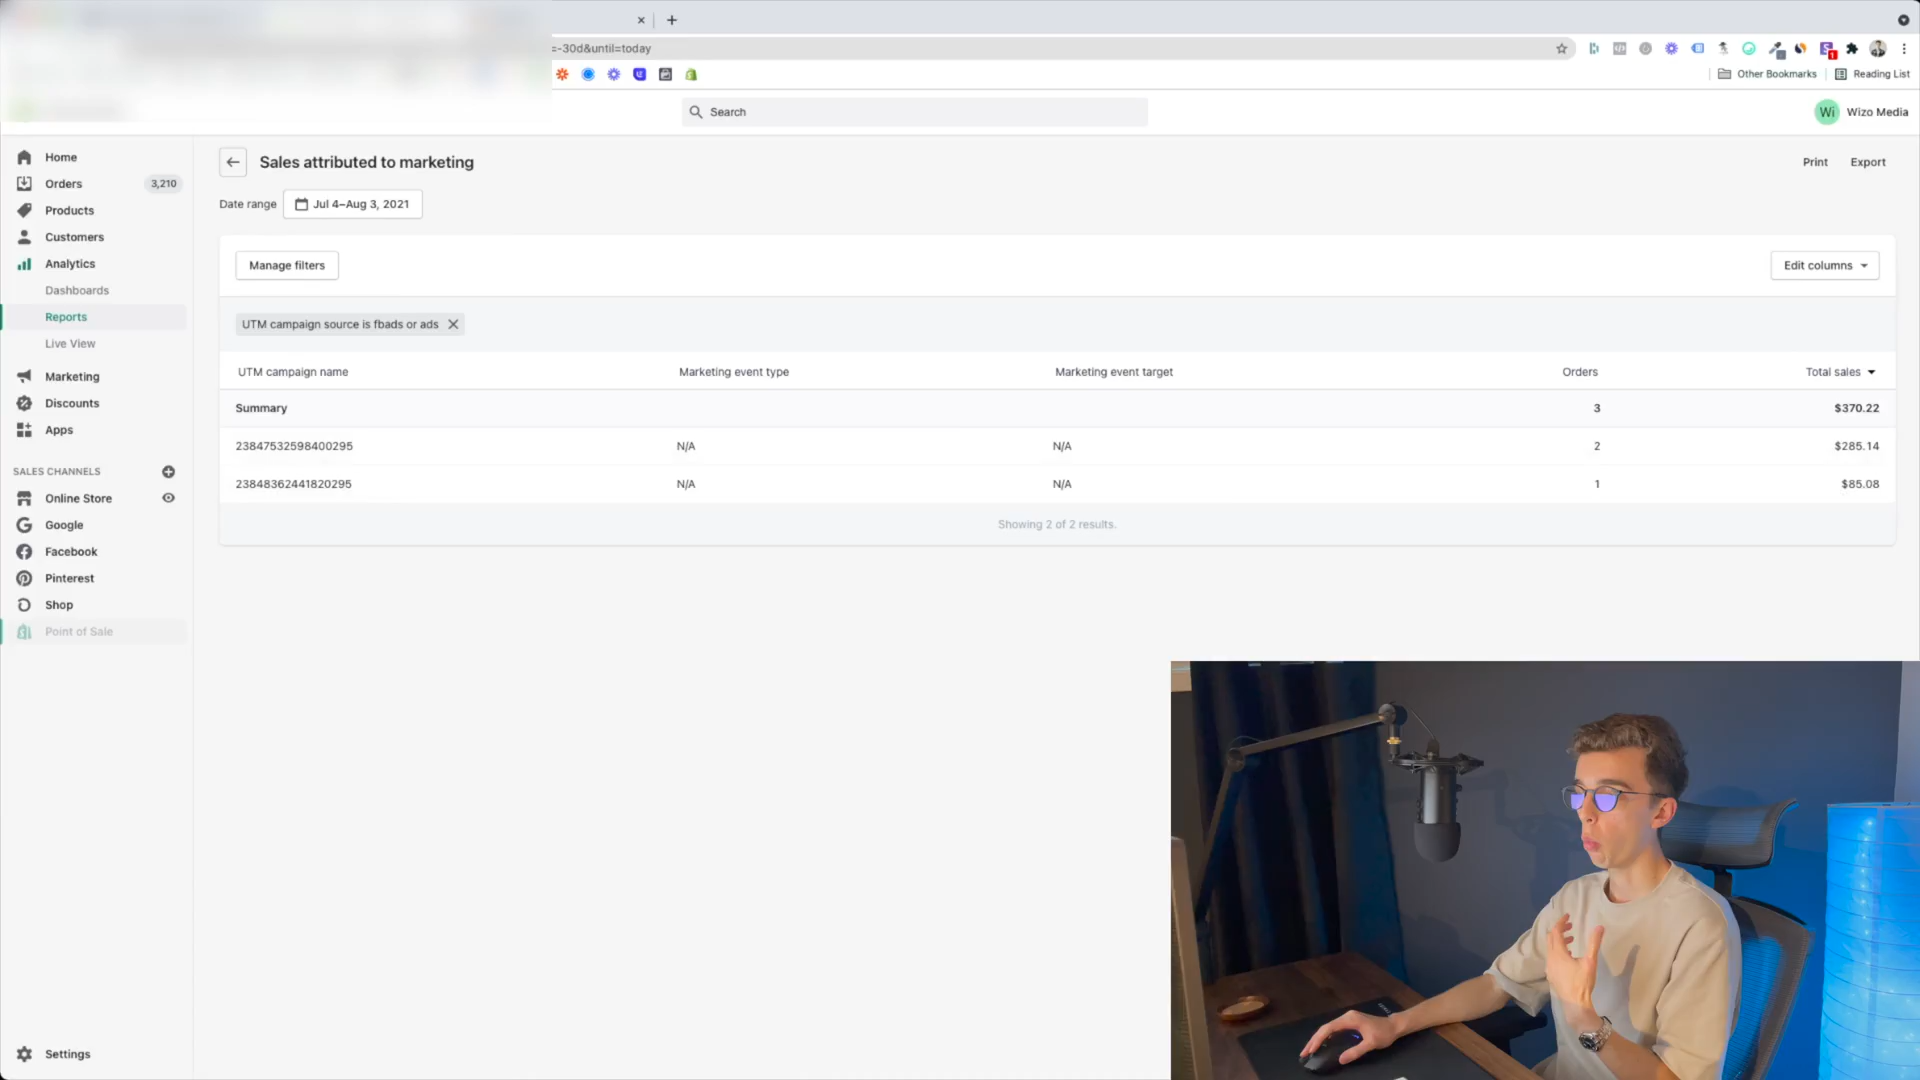 =-30d&until=today
Other Bookmarks
Reading List
Search
Wi
Wizo Media
Home
Orders
3,210
Products
Customers
Analytics
Dashboards
Reports
Live View
Marketing
Discounts
Apps
SALES CHANNELS
Online Store
Google
Facebook
Pinterest
Shop
Point of Sale
Settings
Sales attributed to marketing
Print
Export
Date range
Jul 4–Aug 3, 2021
Manage filters
Edit columns
UTM campaign source is fbads or ads
UTM campaign name
Marketing event type
Marketing event target
Orders
Total sales
Summary
3
$370.22
23847532598400295
N/A
N/A
2
$285.14
23848362441820295
N/A
N/A
1
$85.08
Showing 2 of 2 results.